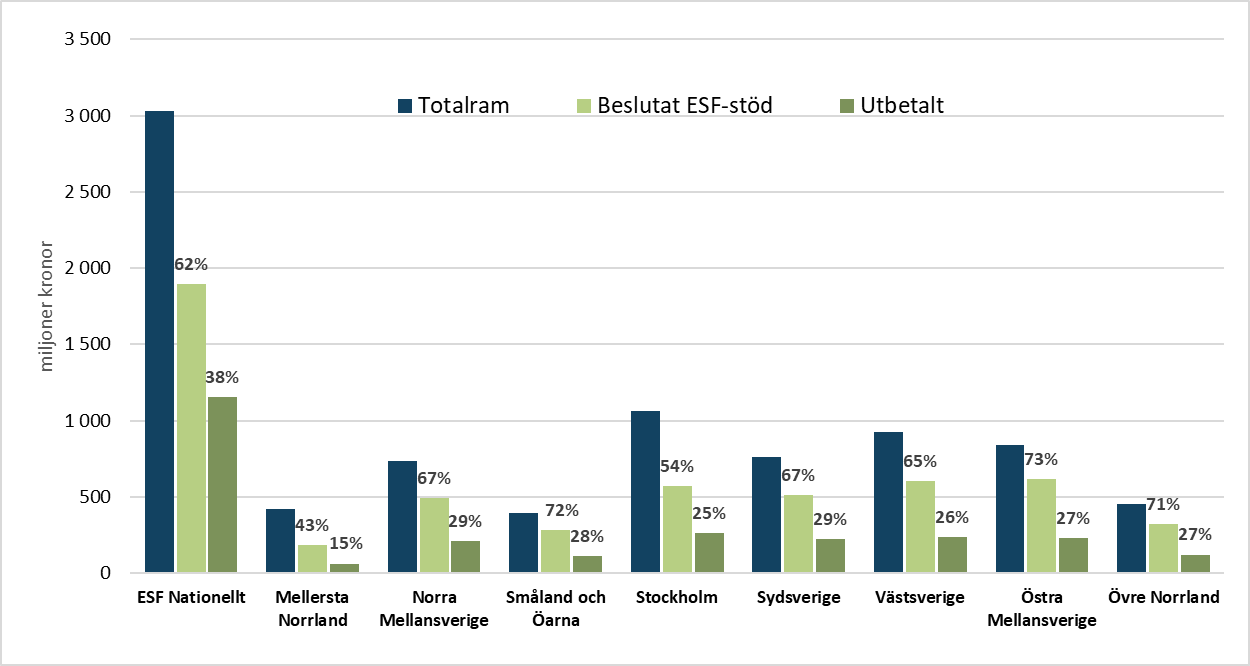 3 500
3 000
2 500
2 000
1 500
1 000
500
0
miljoner kronor
Totalram Beslutat ESF-stöd Utbetalt
62%
38%
43%
15%
67%
29%
72%
28%
54%
25%
67%
29%
65%
26%
73%
27%
71%
27%
ESF Nationellt
Mellersta
Norrland
Norra
Mellansverige
Småland och
Öarna
Stockholm
Sydsverige
Västsverige
Östra
Mellansverige
Övre Norrland